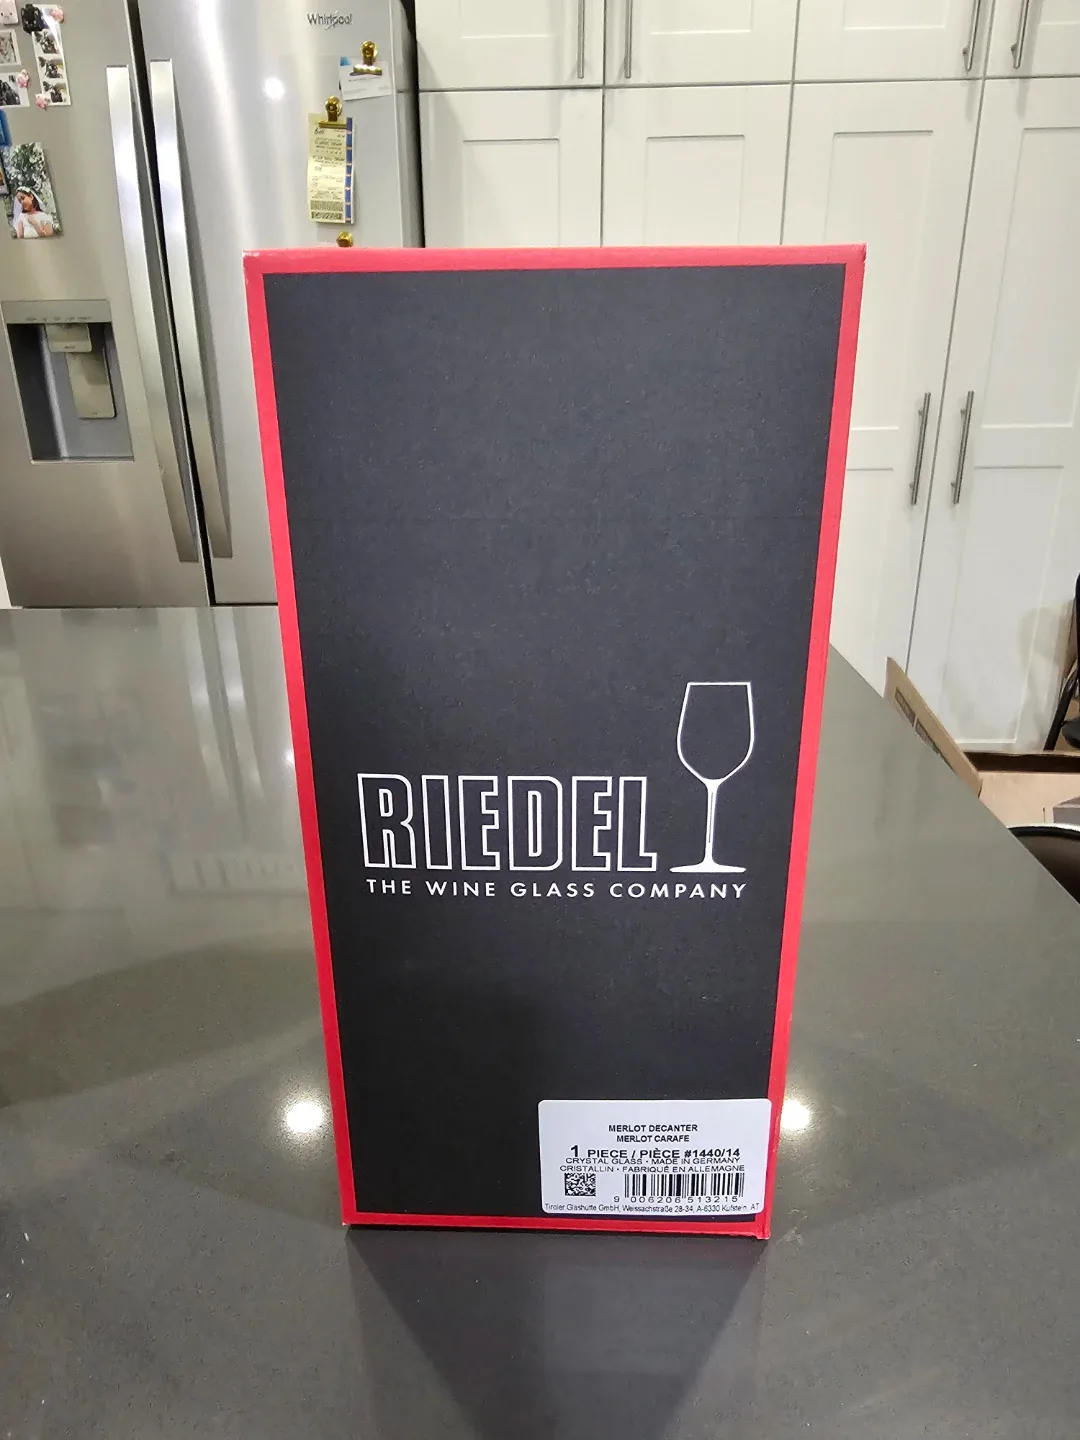 Whirlpool
RIEDEL
THE WINE GLASS COMPANY
MERLOT DECANTER
MERLOT CARAFE
1 PIECE / PIÈCE #1440/14
CRYSTAL GLASS • MADE IN GERMANY
CRISTALLIN • FABRIQUÉ EN ALLEMAGNE
9 006206 513215
Tiroler Glashütte GmbH, Weissachstraße 28-34, A-6330 Kufstein, AT